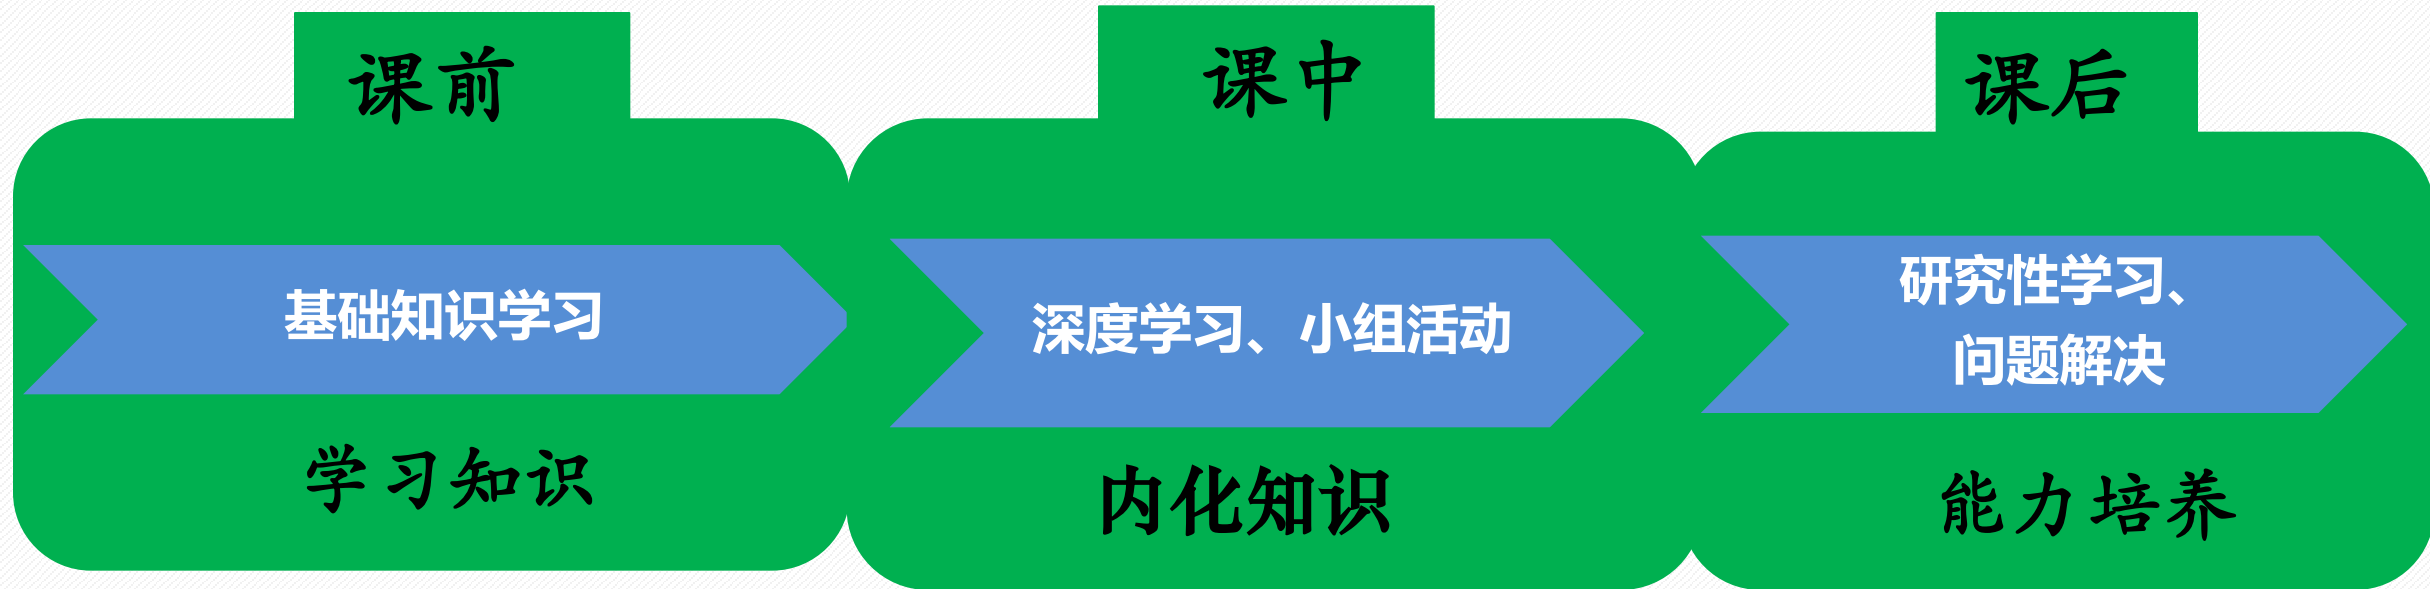 课前
课中
课后
基础知识学习
深度学习、小组活动
研究性学习、
问题解决
学习知识
内化知识
能力培养